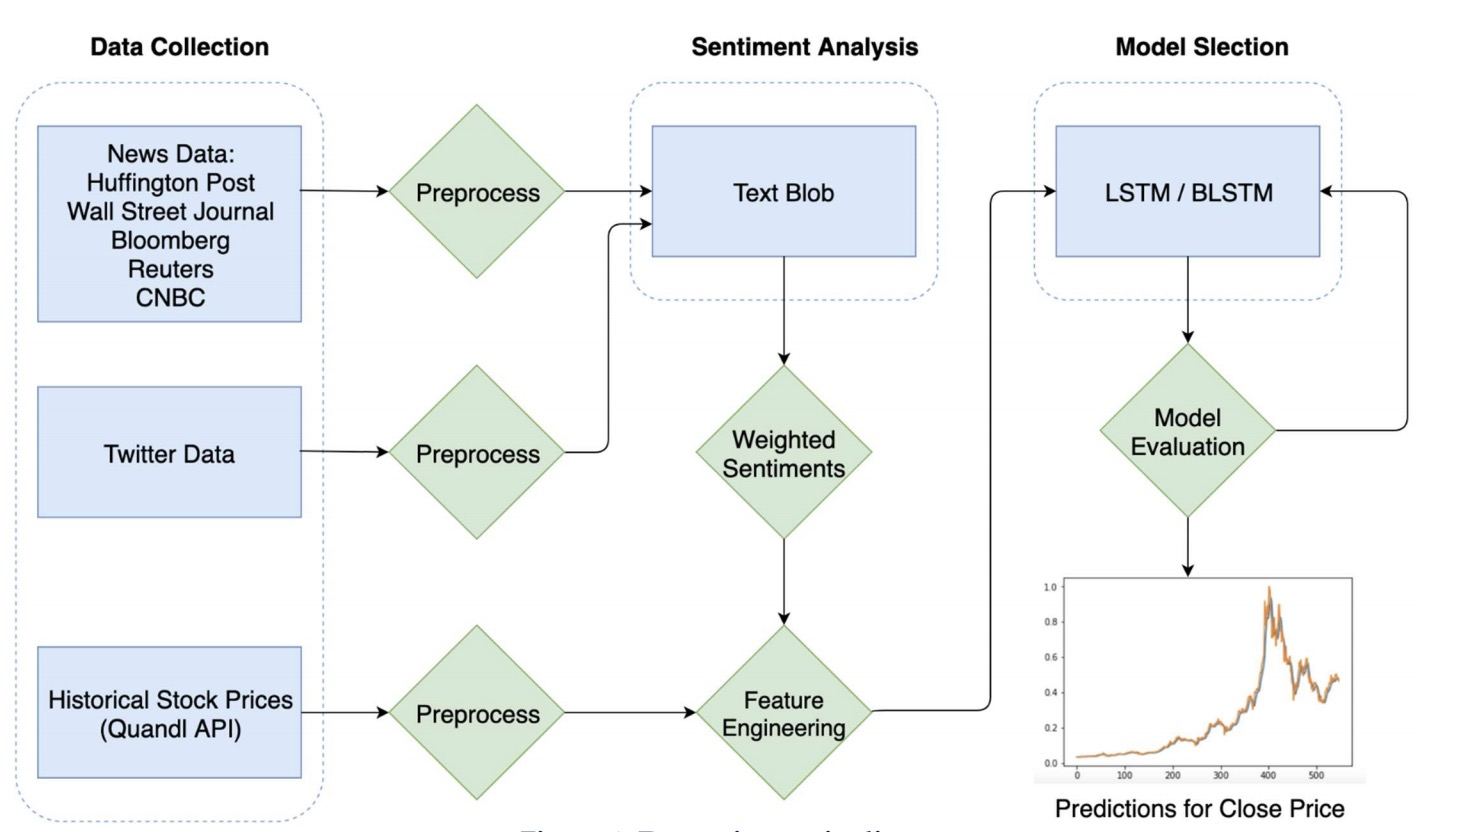 Data Collection
Sentiment Analysis
Model Slection
News Data:
Huffington Post
Wall Street Journal
Bloomberg
Reuters
CNBC
Preprocess
Text Blob
LSTM / BLSTM
Twitter Data
Preprocess
Weighted
Sentiments
Model
Evaluation
Historical Stock Prices
(Quandl API)
Preprocess
Feature
Engineering
1.0
0.8
0.6
0.4
0.2
0.0
0 100 200 300 400 500
Predictions for Close Price